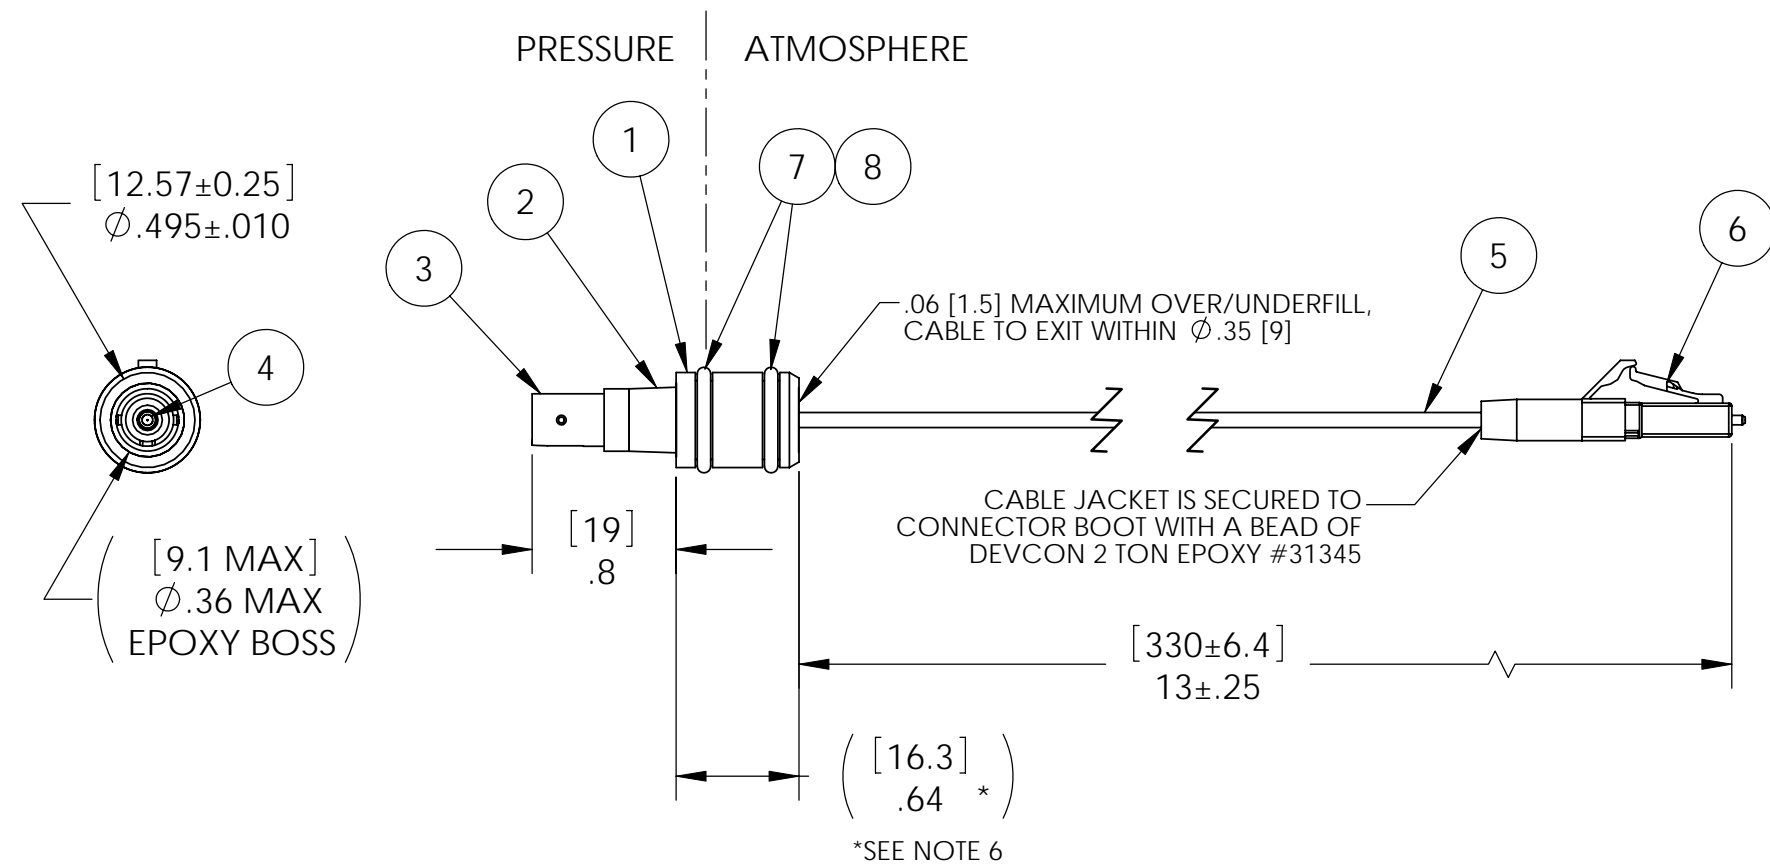 PRESSURE ATMOSPHERE
1
7 8
2
[12.57±0.25]
∅.495±.010
3
4
5
6
.06 [1.5] MAXIMUM OVER/UNDERFILL,
CABLE TO EXIT WITHIN ∅.35 [9]
CABLE JACKET IS SECURED TO
CONNECTOR BOOT WITH A BEAD OF
DEVCON 2 TON EPOXY #31345
[19]
.8
([9.1 MAX]
∅.36 MAX
EPOXY BOSS)
[330±6.4]
13±.25
([16.3]
.64 *)
*SEE NOTE 6